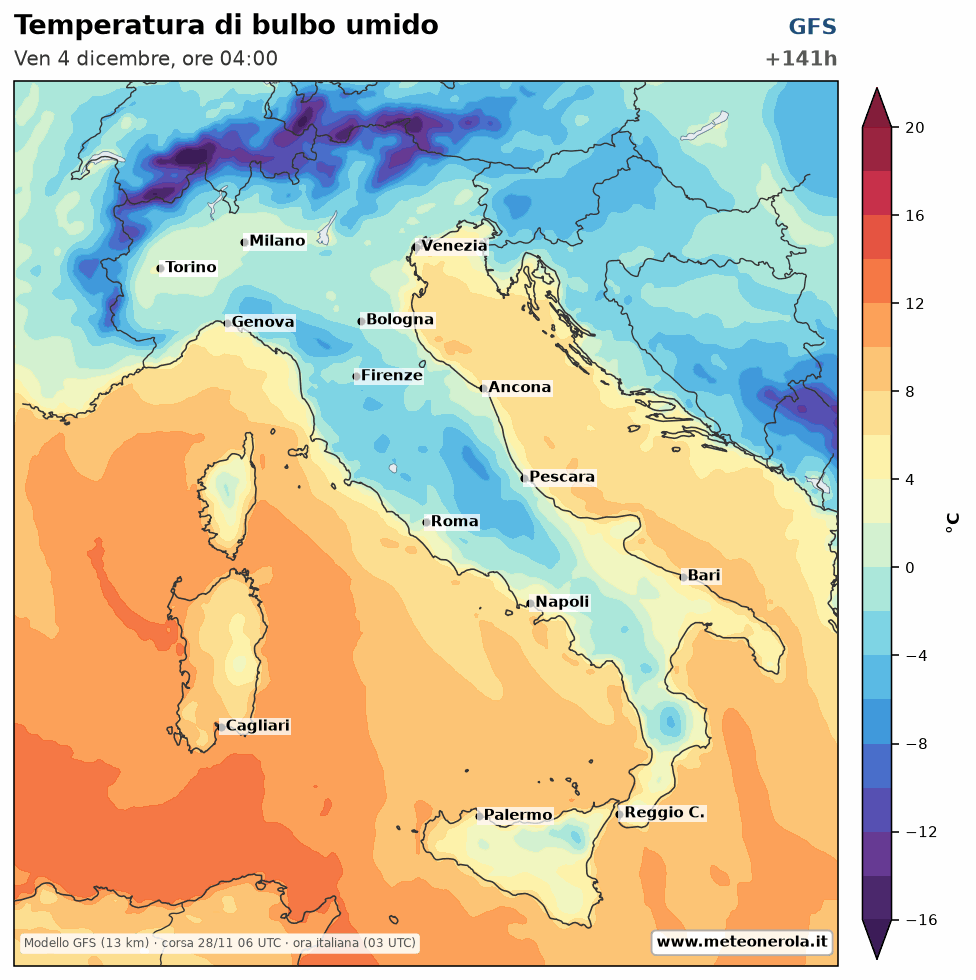 Temperatura di bulbo umido
GFS
Ven 4 dicembre, ore 04:00
+141h
Milano
Venezia
Torino
Genova
Bologna
Firenze
Ancona
Pescara
Roma
Bari
Napoli
Cagliari
Palermo
Reggio C.
20
16
12
8
4
0
−4
−8
−12
−16
°C
Modello GFS (13 km) · corsa 28/11 06 UTC · ora italiana (03 UTC)
www.meteonerola.it